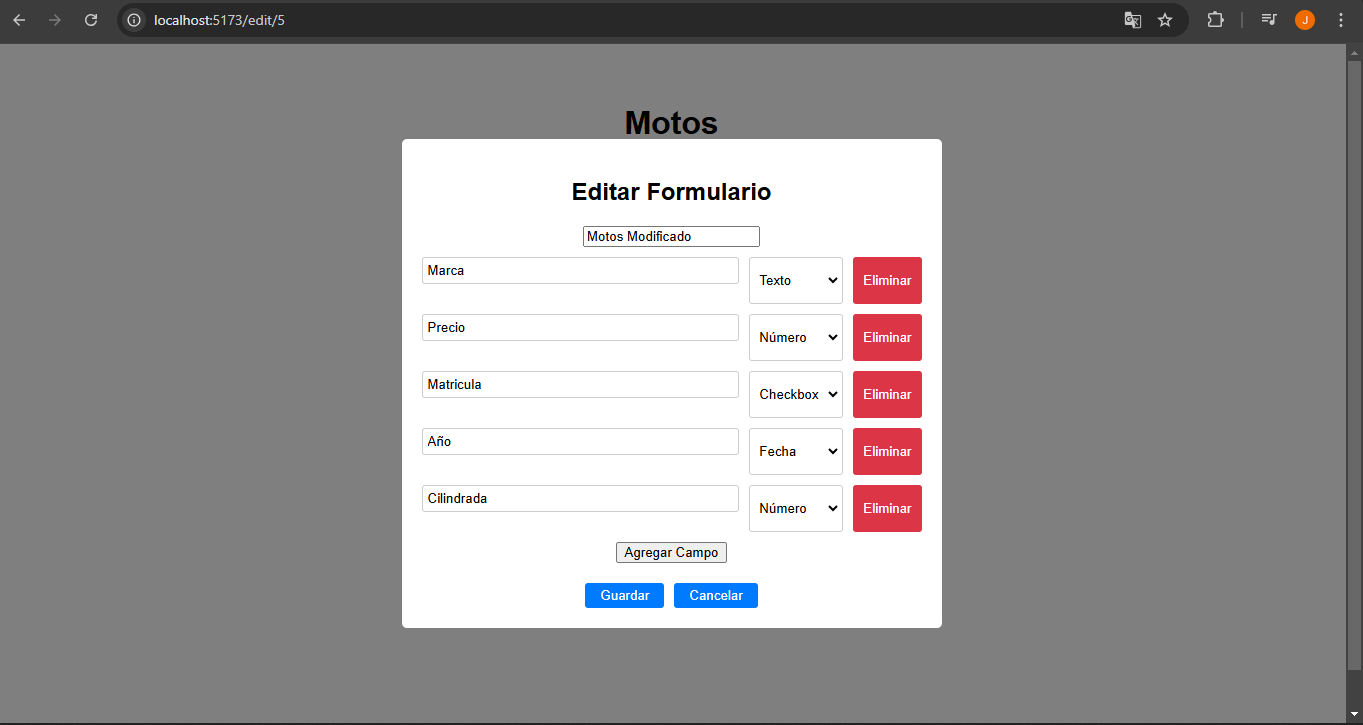 localhost:5173/edit/5
J
Motos
Editar Formulario
Motos Modificado
Marca Texto Eliminar
Precio Número Eliminar
Matricula Checkbox Eliminar
Año Fecha Eliminar
Cilindrada Número Eliminar
Agregar Campo
Guardar Cancelar